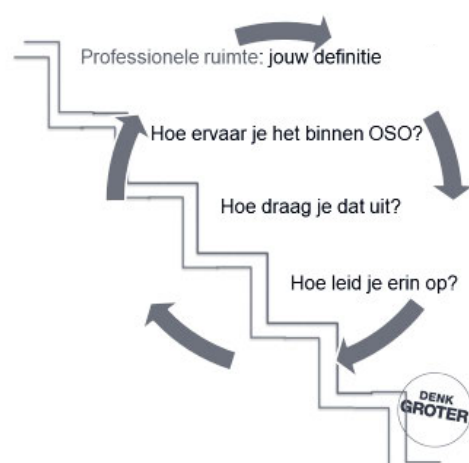 Professionele ruimte: jouw definitie
Hoe ervaar je het binnen OSO?
Hoe draag je dat uit?
Hoe leid je erin op?
DENK
GROTER